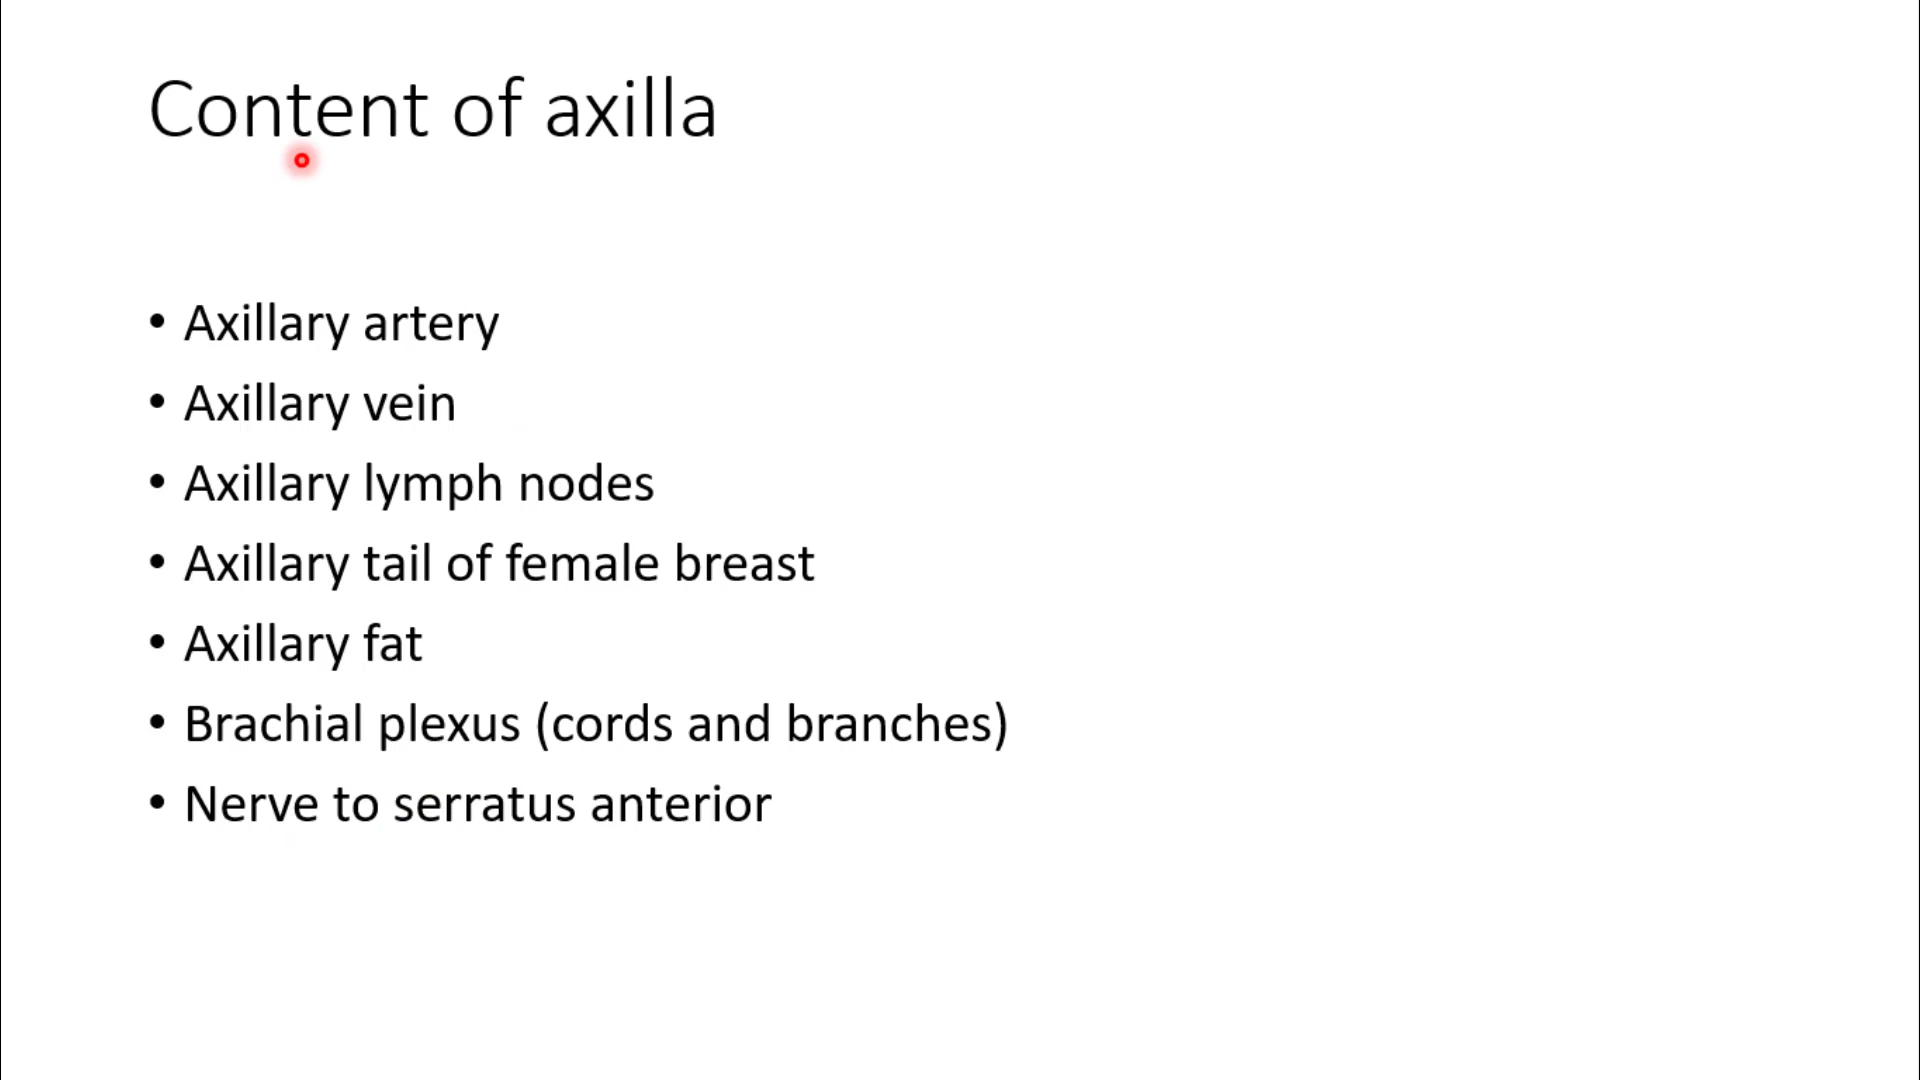 Content of axilla
• Axillary artery
• Axillary vein
• Axillary lymph nodes
• Axillary tail of female breast
• Axillary fat
• Brachial plexus (cords and branches)
• Nerve to serratus anterior